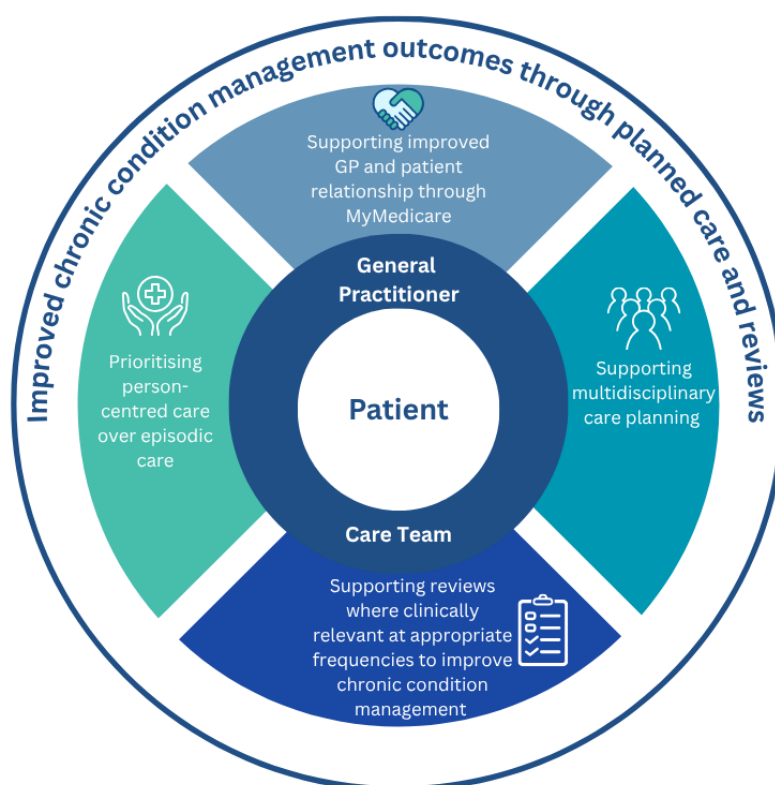 Improved chronic condition management outcomes through planned care and reviews
Supporting improved
GP and patient
relationship through
MyMedicare
General
Practitioner
Prioritising
person-
centred care
over episodic
care
Patient
Supporting
multidisciplinary
care planning
Care Team
Supporting reviews
where clinically
relevant at appropriate
frequencies to improve
chronic condition
management